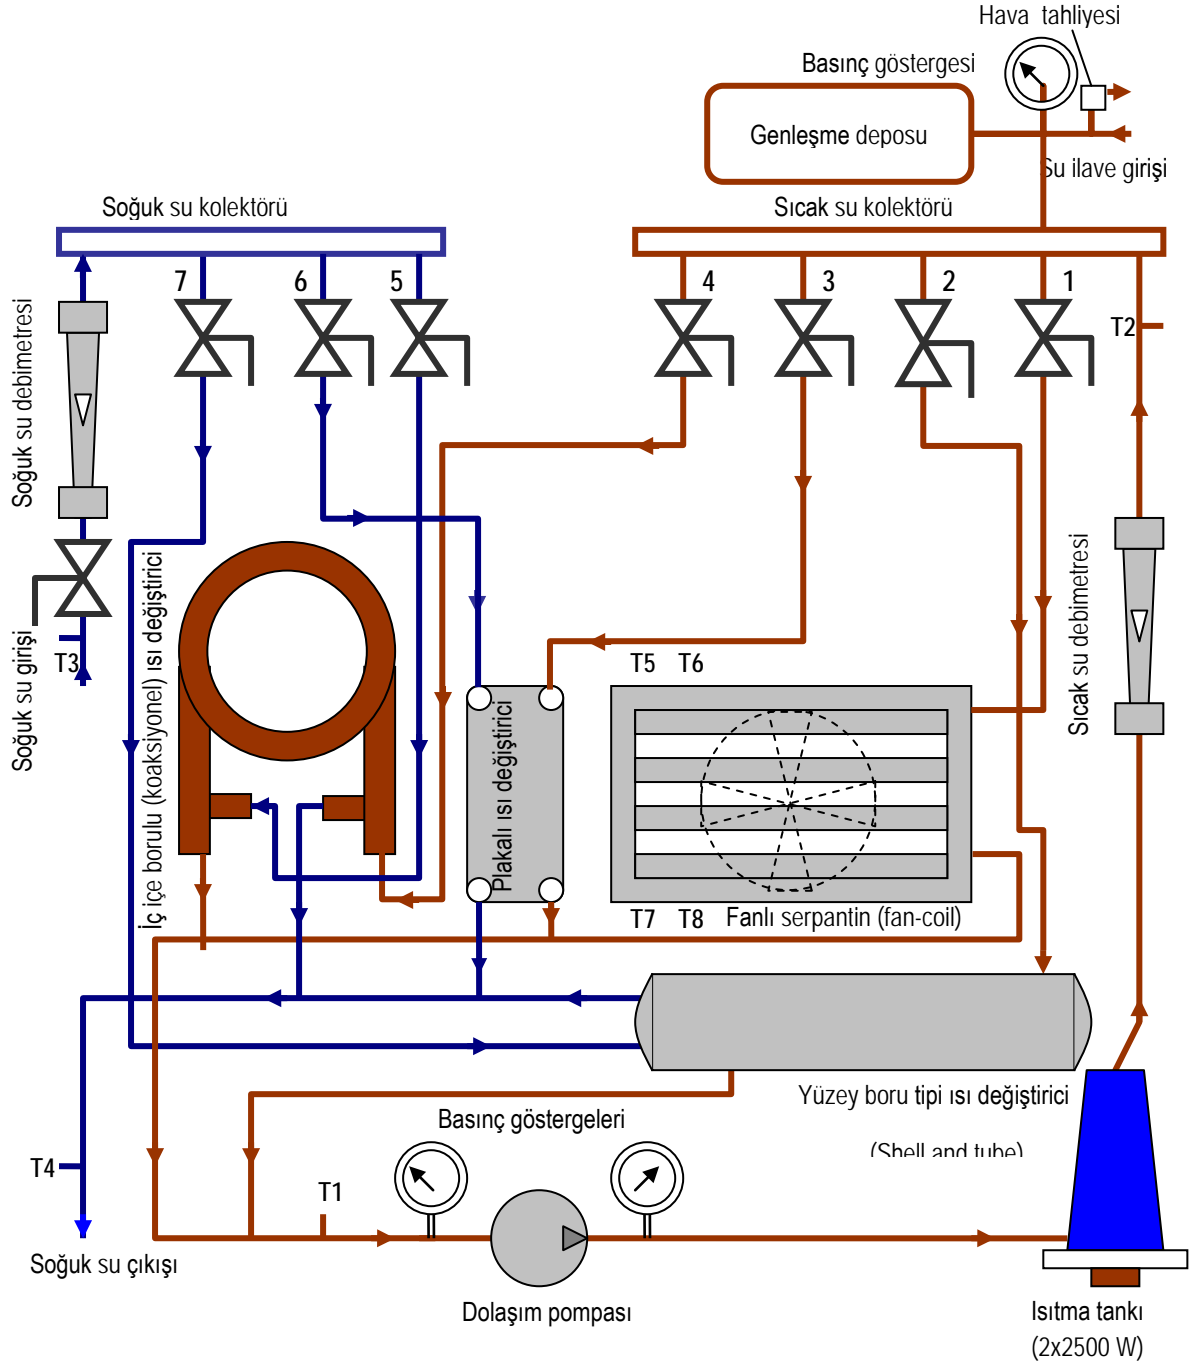 Hava tahliyesi
Basınç göstergesi
Genleşme deposu
Su ilave girişi
Soğuk su kolektörü
Sıcak su kolektörü
7
6
5
4
3
2
1
T2
Soğuk su debimetresi
Sıcak su debimetresi
T3
Soğuk su girişi
İç içe borulu (koaksiyonel) ısı değiştirici
Plakalı ısı değiştirici
T5 T6
T7 T8
Fanlı serpantin (fan-coil)
Yüzey boru tipi ısı değiştirici
(Shell and tube)
Basınç göstergeleri
T4
T1
Soğuk su çıkışı
Dolaşım pompası
Isıtma tankı
(2x2500 W)